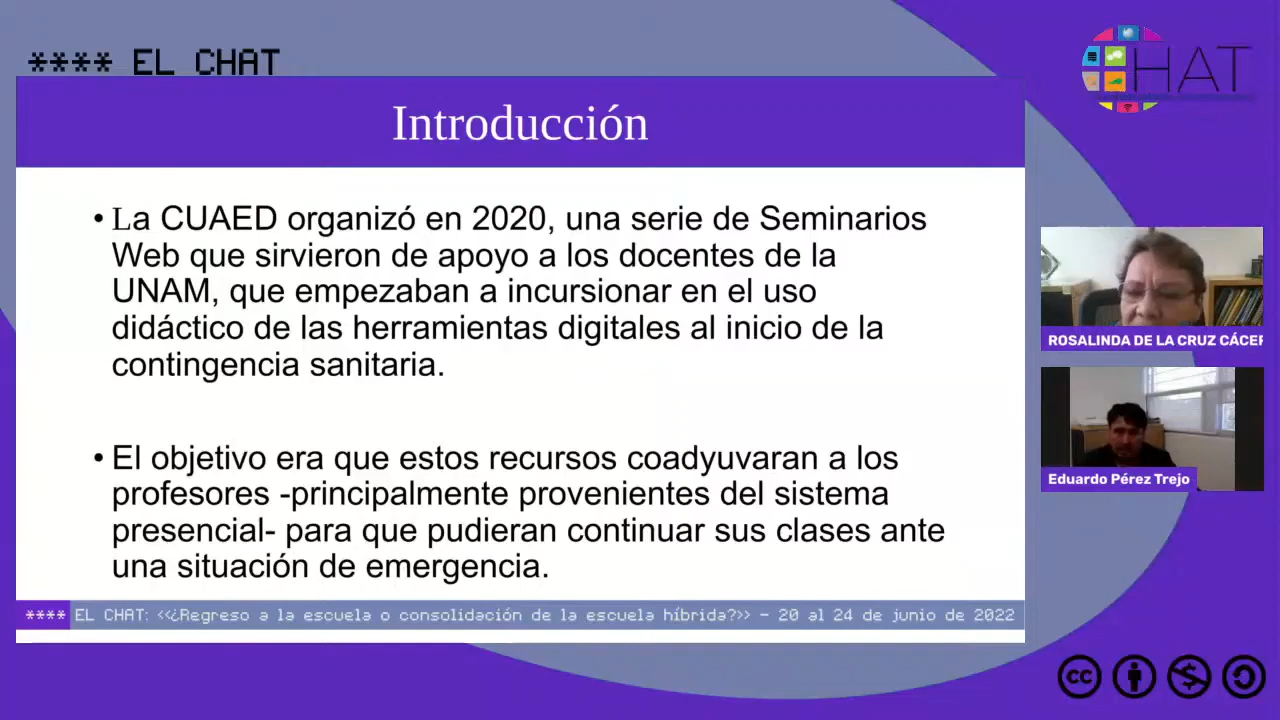 **** EL CHAT
HAT
Introducción
• La CUAED organizó en 2020, una serie de Seminarios
Web que sirvieron de apoyo a los docentes de la
UNAM, que empezaban a incursionar en el uso
didáctico de las herramientas digitales al inicio de la
contingencia sanitaria.
• El objetivo era que estos recursos coadyuvaran a los
profesores -principalmente provenientes del sistema
presencial- para que pudieran continuar sus clases ante
una situación de emergencia.
**** EL CHAT: <<¿Regreso a la escuela o consolidación de la escuela híbrida?>> – 20 al 24 de junio de 2022
ROSALINDA DE LA CRUZ CÁCER
Eduardo Pérez Trejo
cc